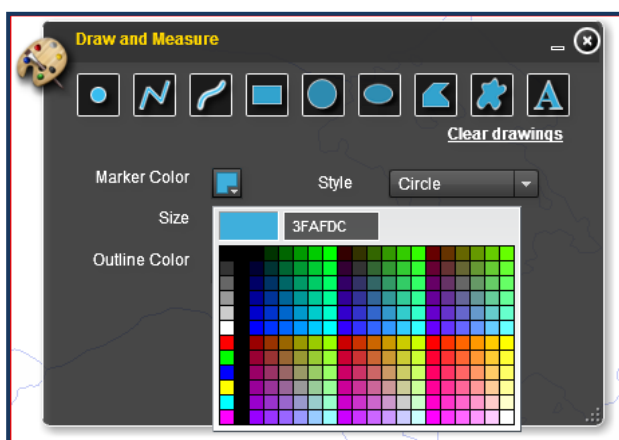 Draw and Measure
A
Clear drawings
Marker Color Style Circle
Size 3FAFDC
Outline Color